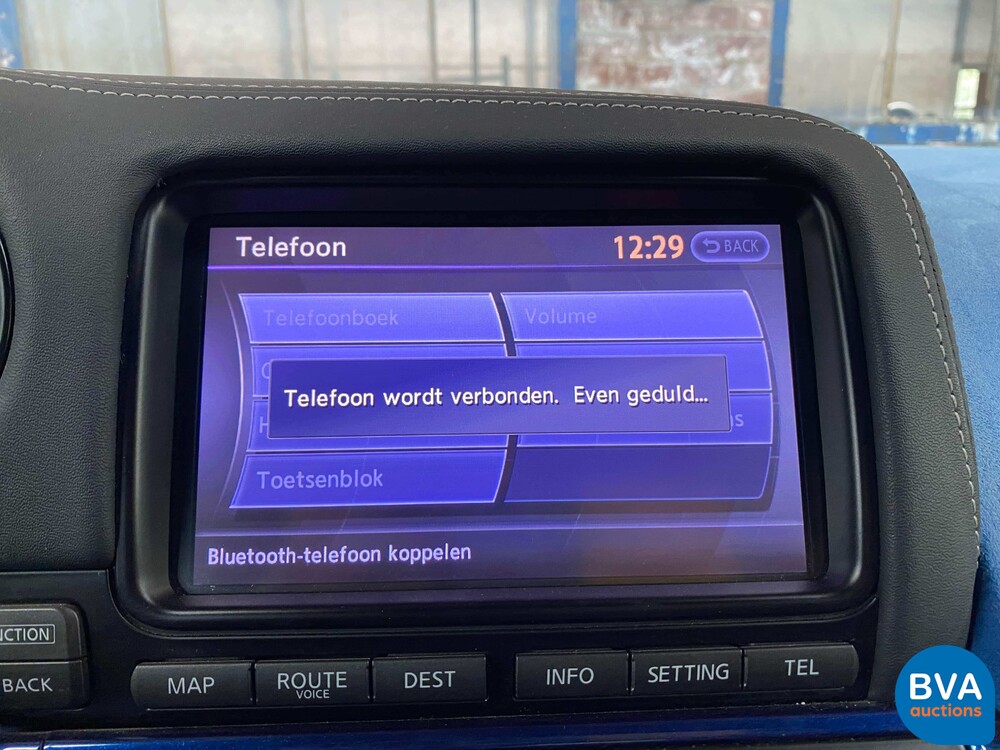 Telefoon 12:29 BACK
Telefoonboek Volume
Telefoon wordt verbonden. Even geduld...
Toetsenblok
Bluetooth-telefoon koppelen
BACK
MAP ROUTE DEST INFO SETTING TEL
VOICE
BVA
auctions